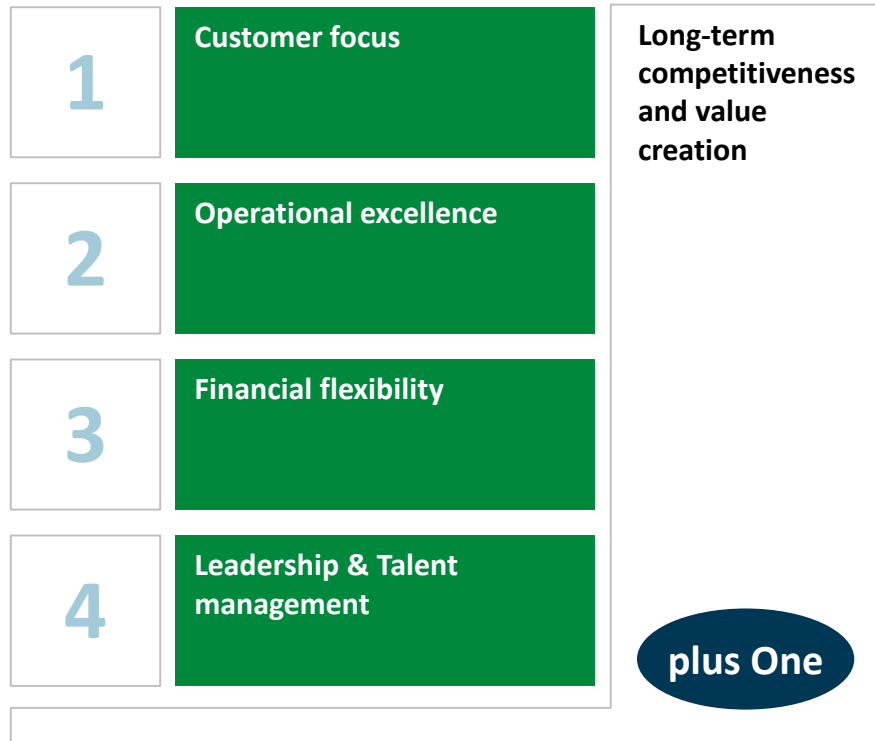 1
Customer focus
2
Operational excellence
3
Financial flexibility
4
Leadership & Talent
management
Long-term
competitiveness
and value
creation
plus One